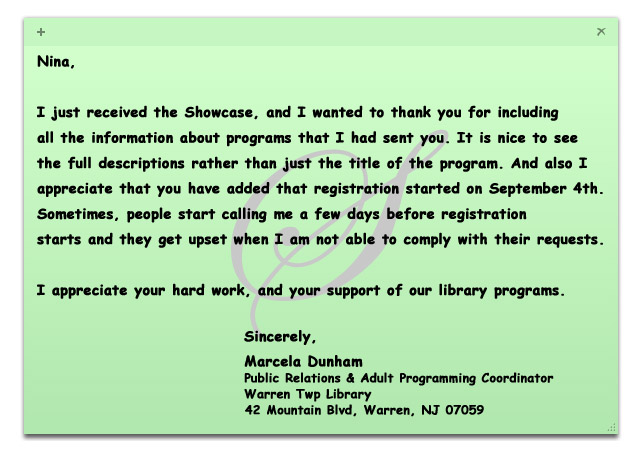 Nina,
I just received the Showcase, and I wanted to thank you for including
all the information about programs that I had sent you. It is nice to see
the full descriptions rather than just the title of the program. And also I
appreciate that you have added that registration started on September 4th.
Sometimes, people start calling me a few days before registration
starts and they get upset when I am not able to comply with their requests.
I appreciate your hard work, and your support of our library programs.
Sincerely,
Marcela Dunham
Public Relations & Adult Programming Coordinator
Warren Twp Library
42 Mountain Blvd, Warren, NJ 07059